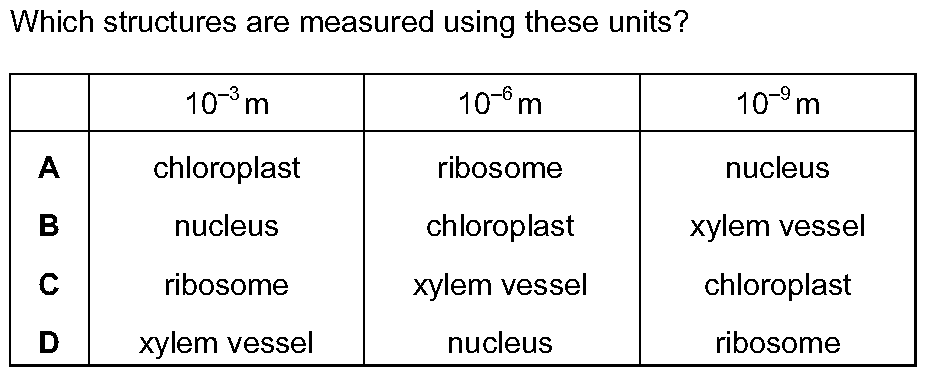 Which structures are measured using these units?
10⁻³ m 10⁻⁶ m 10⁻⁹ m
A chloroplast ribosome nucleus
B nucleus chloroplast xylem vessel
C ribosome xylem vessel chloroplast
D xylem vessel nucleus ribosome